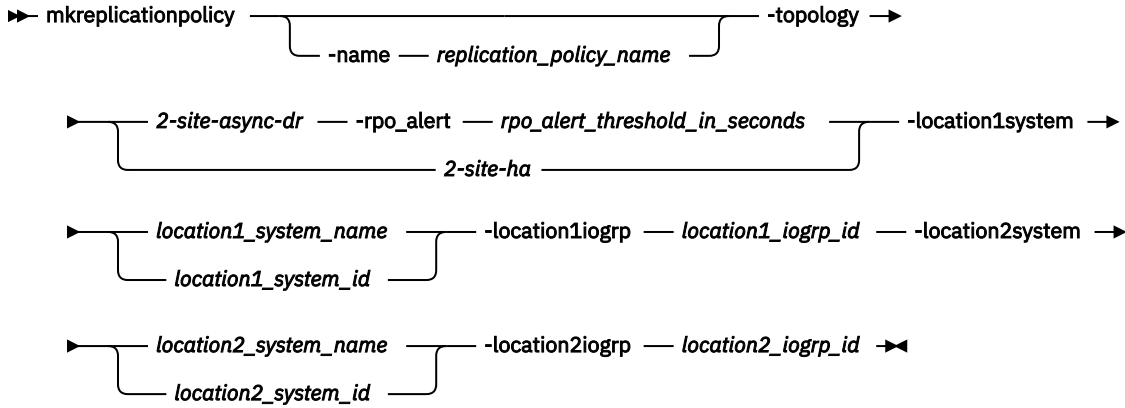 mkreplicationpolicy -topology
-name replication_policy_name
2-site-async-dr -rpo_alert rpo_alert_threshold_in_seconds -location1system
2-site-ha
location1_system_name -location1iogrp location1_iogrp_id -location2system
location1_system_id
location2_system_name -location2iogrp location2_iogrp_id
location2_system_id